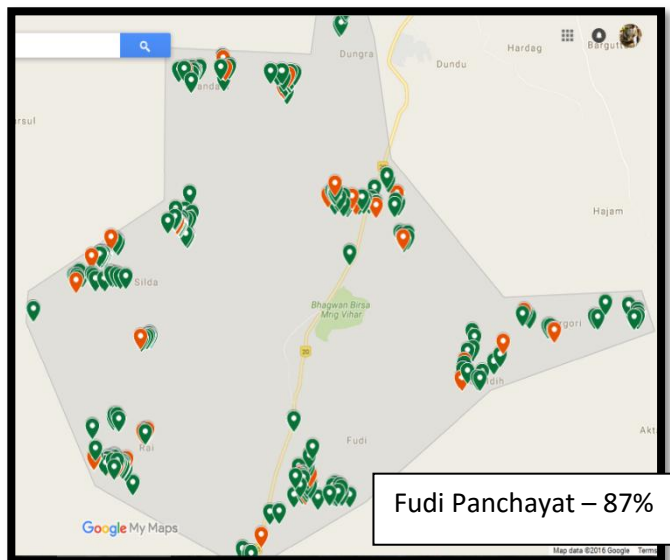 Dungra
Dundu
Hardag
Hajam
Silda
Bhagwan Birsa
Mrig Vihar
20
Fudi
Google My Maps
Fudi Panchayat – 87%
Map data ©2016 Google